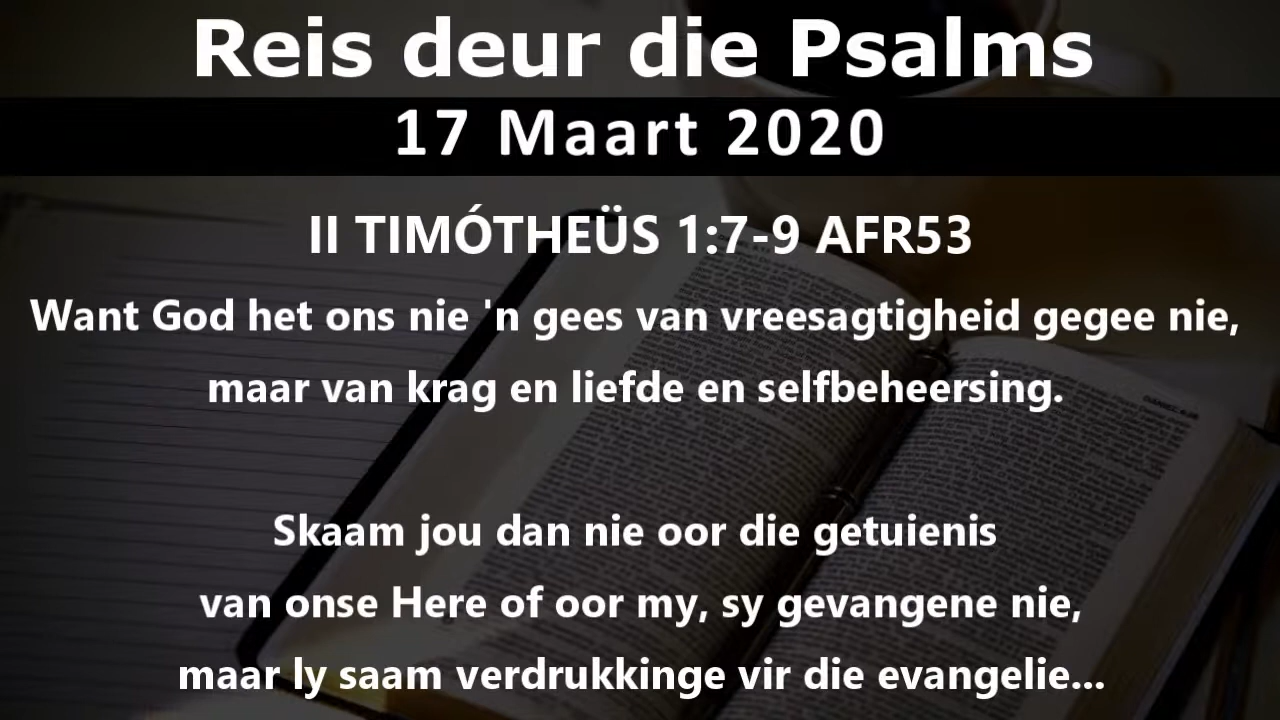 Reis deur die Psalms
17 Maart 2020
II TIMÓTHEÜS 1:7-9 AFR53
Want God het ons nie 'n gees van vreesagtigheid gegee nie,
maar van krag en liefde en selfbeheersing.
Skaam jou dan nie oor die getuienis
van onse Here of oor my, sy gevangene nie,
maar ly saam verdrukkinge vir die evangelie...